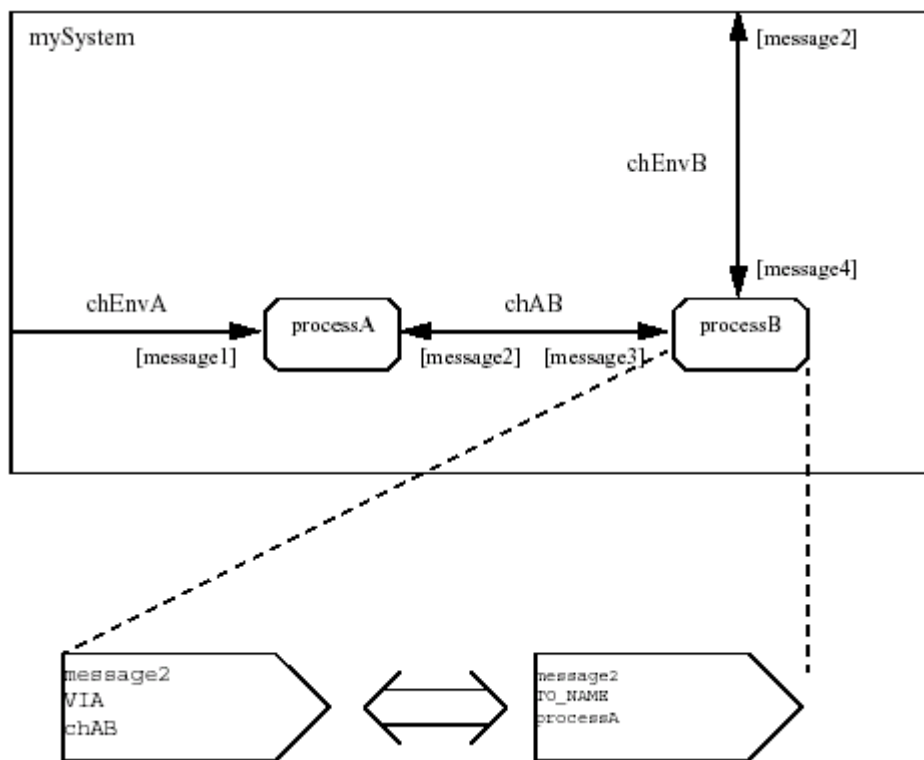 mySystem
[message2]
chEnvB
[message4]
chEnvA
processA
chAB
processB
[message1]
[message2]
[message3]
message2
VIA
chAB
message2
TO_NAME
processA